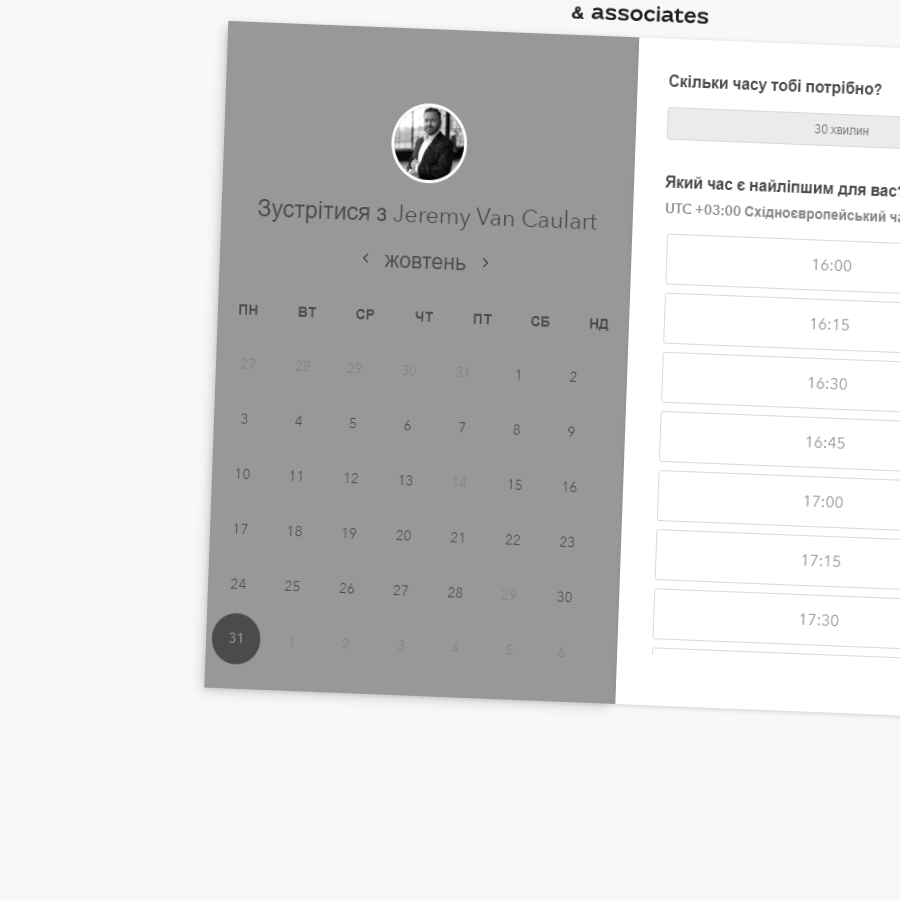 & associates
Зустрітися з Jeremy Van Caulart
жовтень
ПН ВТ СР ЧТ ПТ СБ НД
27 28 29 30 31 1 2
3 4 5 6 7 8 9
10 11 12 13 14 15 16
17 18 19 20 21 22 23
24 25 26 27 28 29 30
31 1 2 3 4 5 6
Скільки часу тобі потрібно?
30 хвилин
Який час є найліпшим для вас?
UTC +03:00 Східноєвропейський
16:00
16:15
16:30
16:45
17:00
17:15
17:30